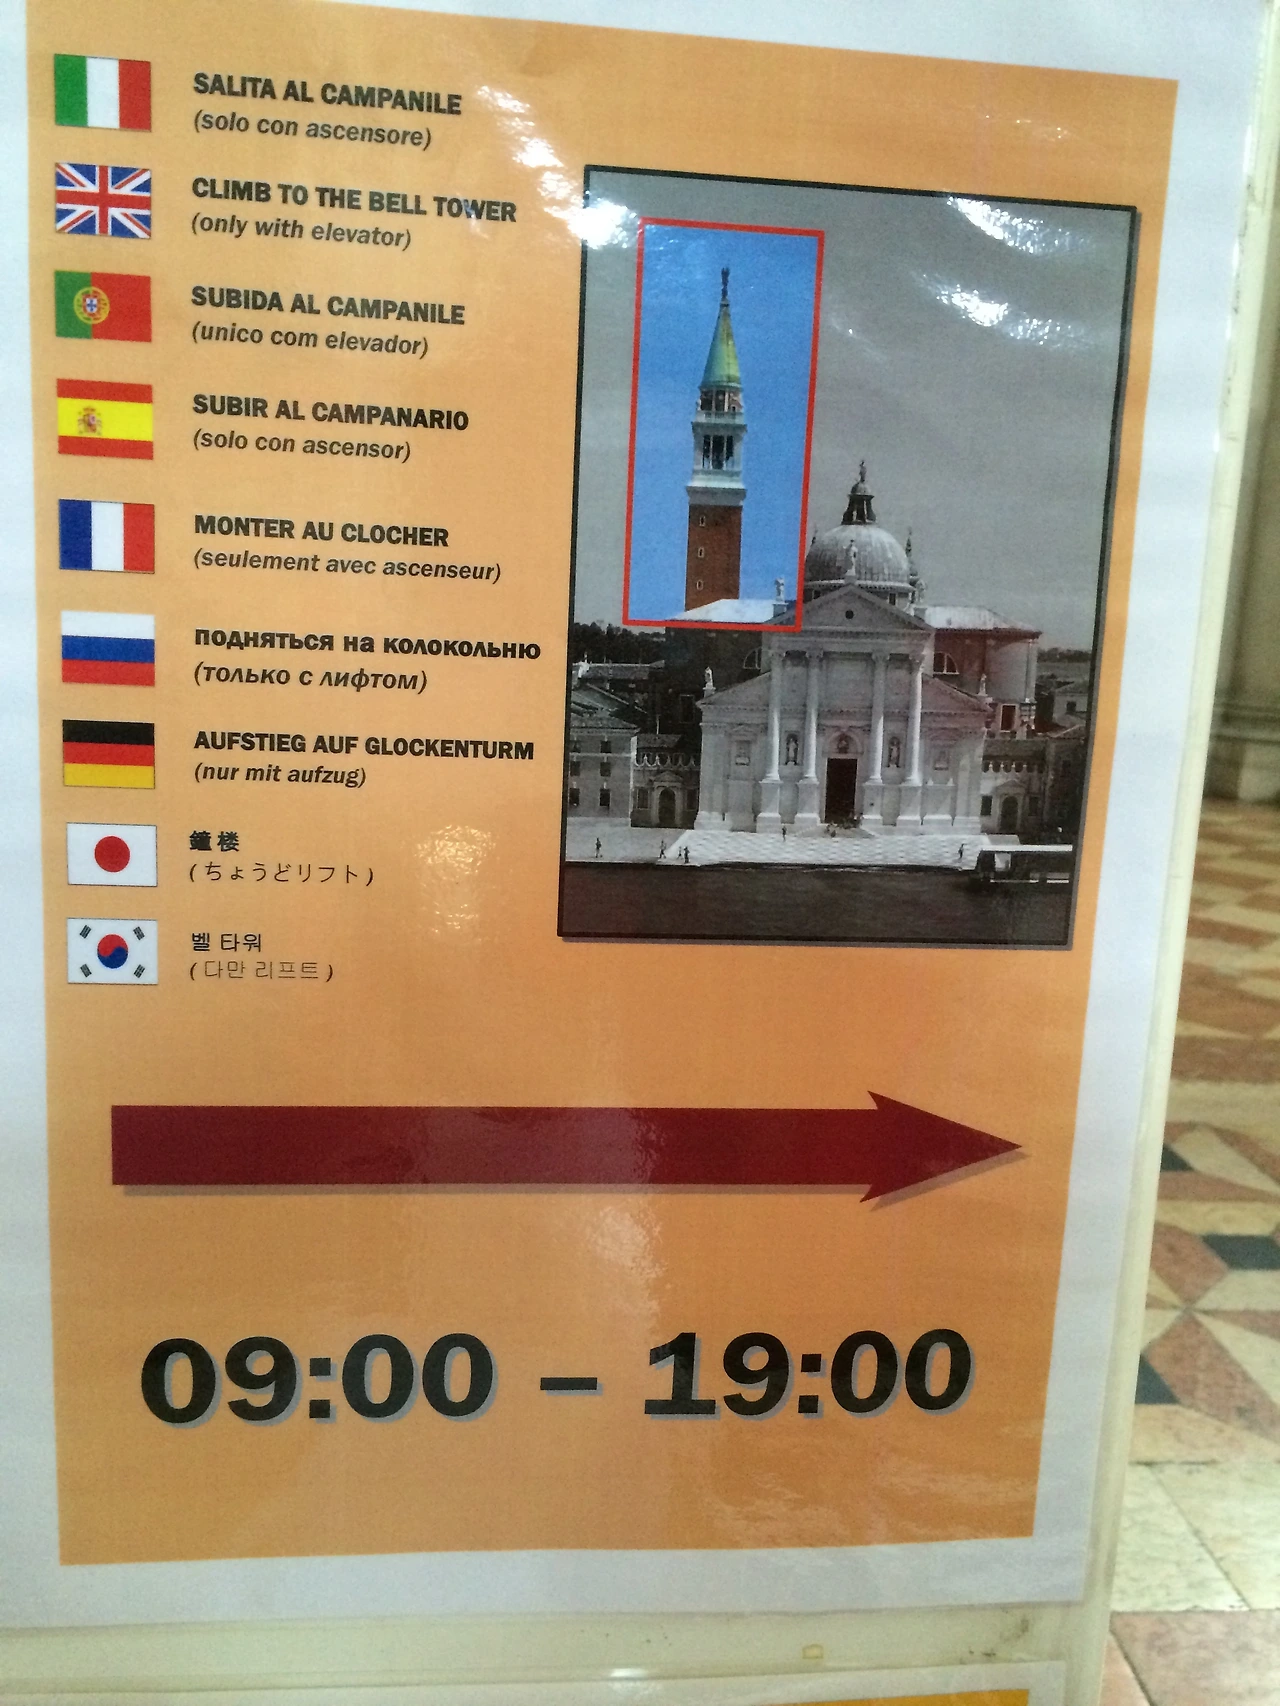 SALITA AL CAMPANILE
(solo con ascensore)
CLIMB TO THE BELL TOWER
(only with elevator)
SUBIDA AL CAMPANILE
(unico com elevador)
SUBIR AL CAMPANARIO
(solo con ascensor)
MONTER AU CLOCHER
(seulement avec ascenseur)
подняться на колокольню
(только с лифтом)
AUFSTIEG AUF GLOCKENTURM
(nur mit aufzug)
鐘楼
(ちょうどリフト)
벨 타워
(다만 리프트)
09:00 – 19:00